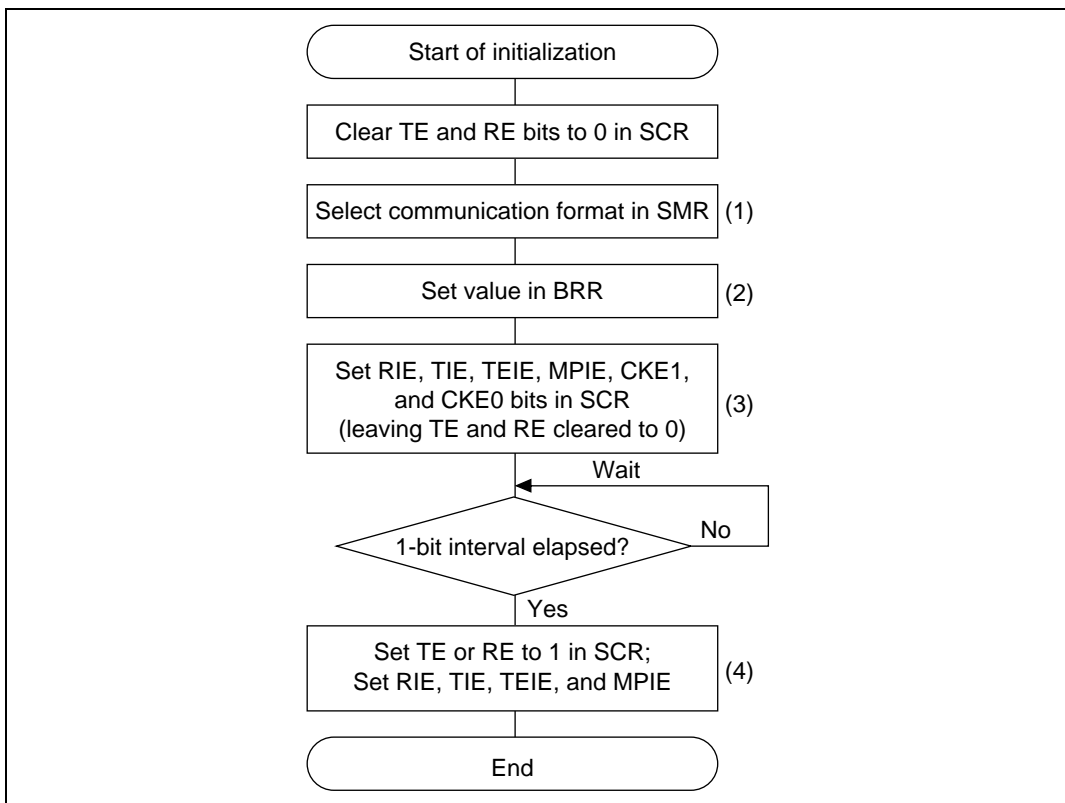 Start of initialization
Clear TE and RE bits to 0 in SCR
Select communication format in SMR (1)
Set value in BRR (2)
Set RIE, TIE, TEIE, MPIE, CKE1,
and CKE0 bits in SCR (3)
(leaving TE and RE cleared to 0)
Wait
1-bit interval elapsed? No
Yes
Set TE or RE to 1 in SCR;
Set RIE, TIE, TEIE, and MPIE (4)
End